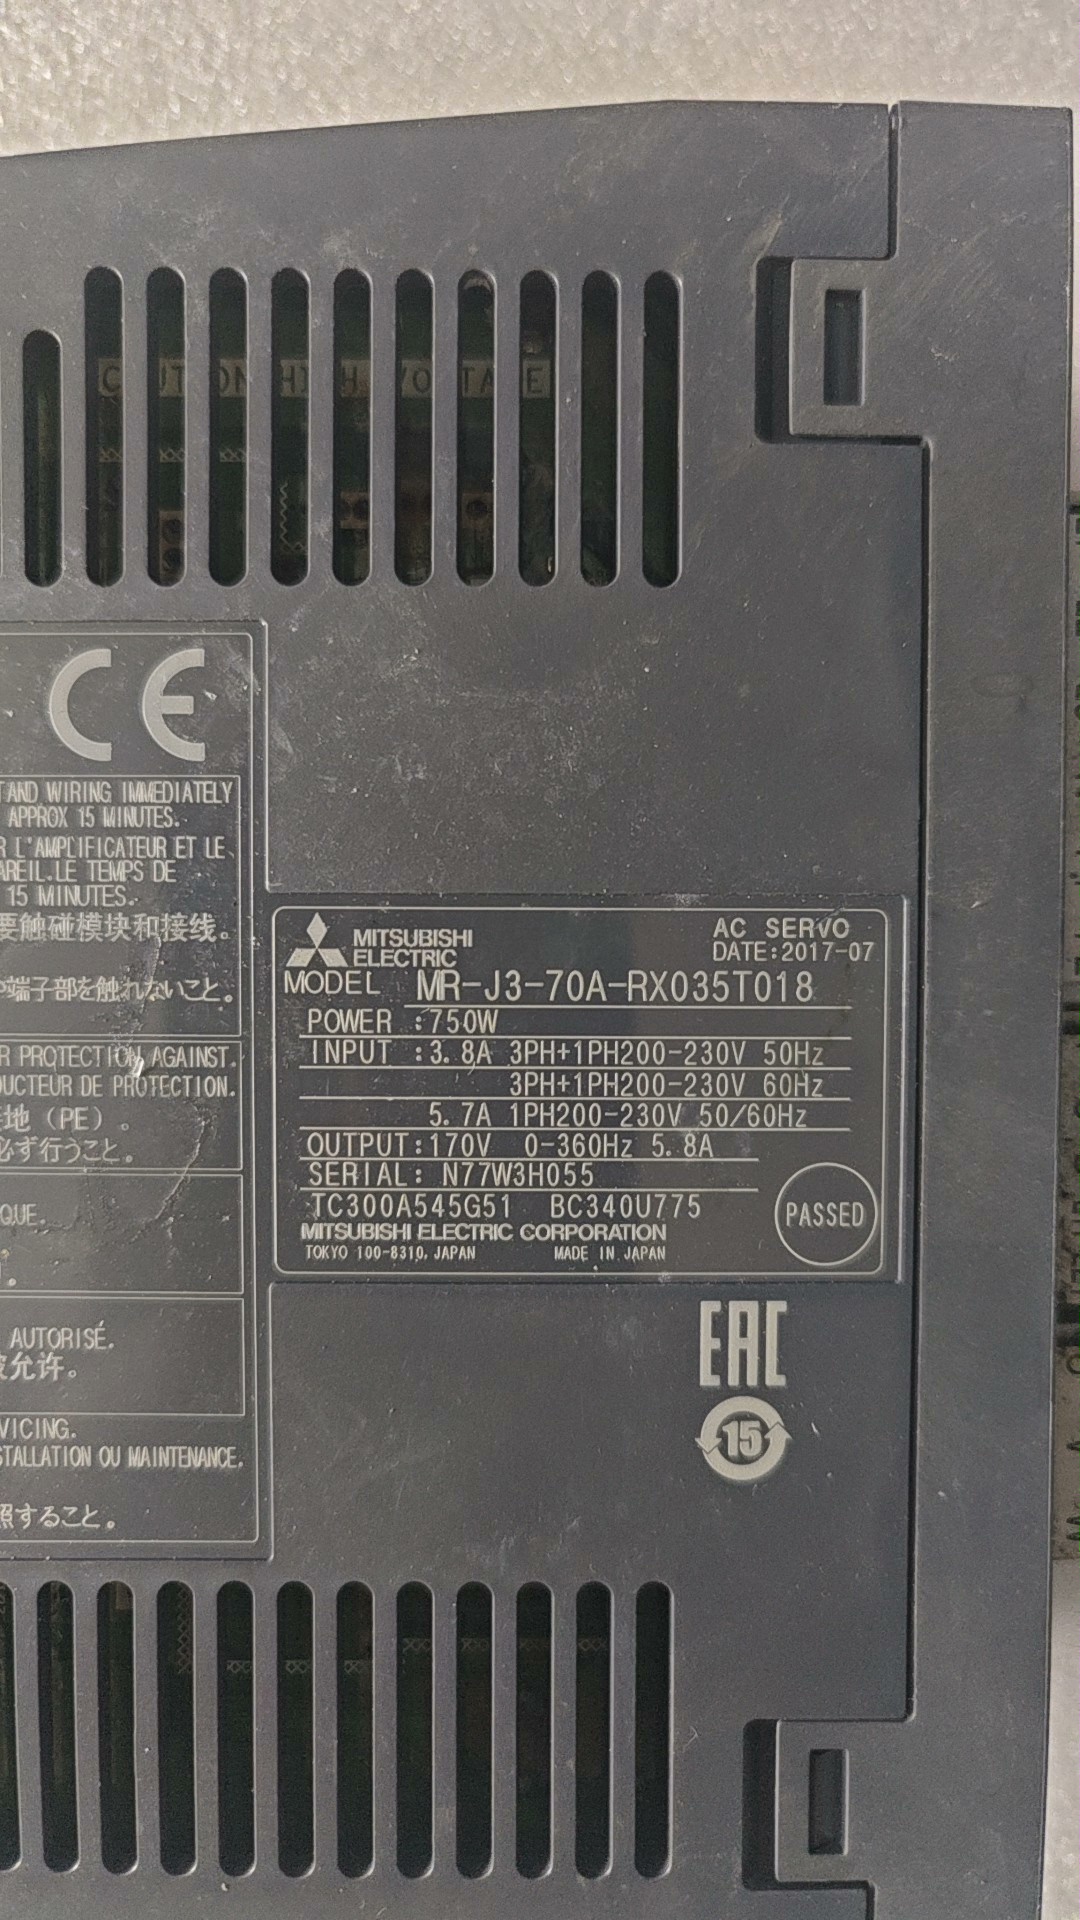 CE
AND WIRING IMMEDIATELY
APPROX 15 MINUTES.
L'AMPLIFICATEUR ET LE
AREIL.LE TEMPS DE
15 MINUTES.
要触碰模块和接线。
端子部を触れないこと。
PROTECTION AGAINST.
DUCTEUR DE PROTECTION.
地（PE）。
必ず行うこと。
QUE.
AUTORISÉ.
被允许。
VICING.
STALLATION OU MAINTENANCE.
照すること。
MITSUBISHI
ELECTRIC
AC SERVO
DATE:2017-07
MODEL MR-J3-70A-RX035T018
POWER :750W
INPUT :3.8A 3PH+1PH200-230V 50Hz
3PH+1PH200-230V 60Hz
5.7A 1PH200-230V 50/60Hz
OUTPUT:170V 0-360Hz 5.8A
SERIAL: N77W3H055
TC300A545G51 BC340U775
MITSUBISHI ELECTRIC CORPORATION
TOKYO 100-8310, JAPAN MADE IN JAPAN
PASSED
EAC
15